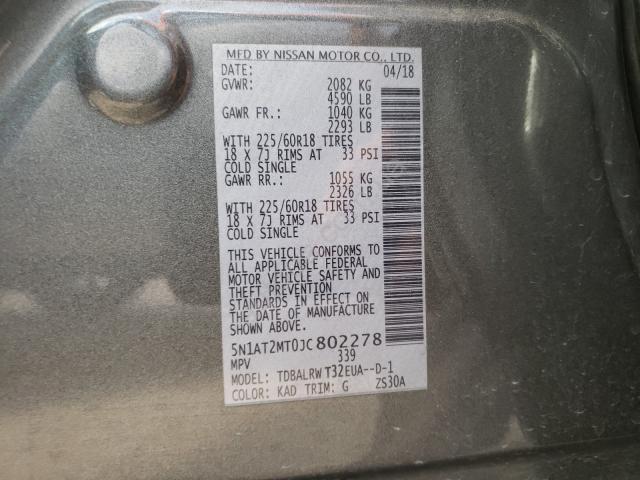 MFD BY NISSAN MOTOR CO., LTD.
DATE: 04/18
GVWR: 2082 KG
4590 LB
GAWR FR.: 1040 KG
2293 LB
WITH 225/60R18 TIRES
18 X 7J RIMS AT 33 PSI
COLD SINGLE
GAWR RR.: 1055 KG
2326 LB
WITH 225/60R18 TIRES
18 X 7J RIMS AT 33 PSI
COLD SINGLE
THIS VEHICLE CONFORMS TO
ALL APPLICABLE FEDERAL
MOTOR VEHICLE SAFETY AND
THEFT PREVENTION
STANDARDS IN EFFECT ON
THE DATE OF MANUFACTURE
SHOWN ABOVE.
5N1AT2MT0JC802278
MPV 339
MODEL: TDBALRW T32EUA--D-1
COLOR: KAD TRIM: G ZS30A